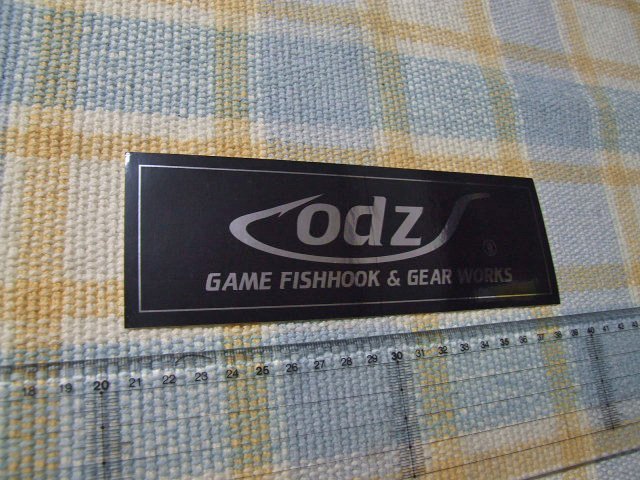 odz
®
GAME FISHHOOK & GEAR WORKS
18 19 20 21 22 23 24 25 26 27 28 29 30 31 32 33 34 35 36 37 38 39 40 41 42 43